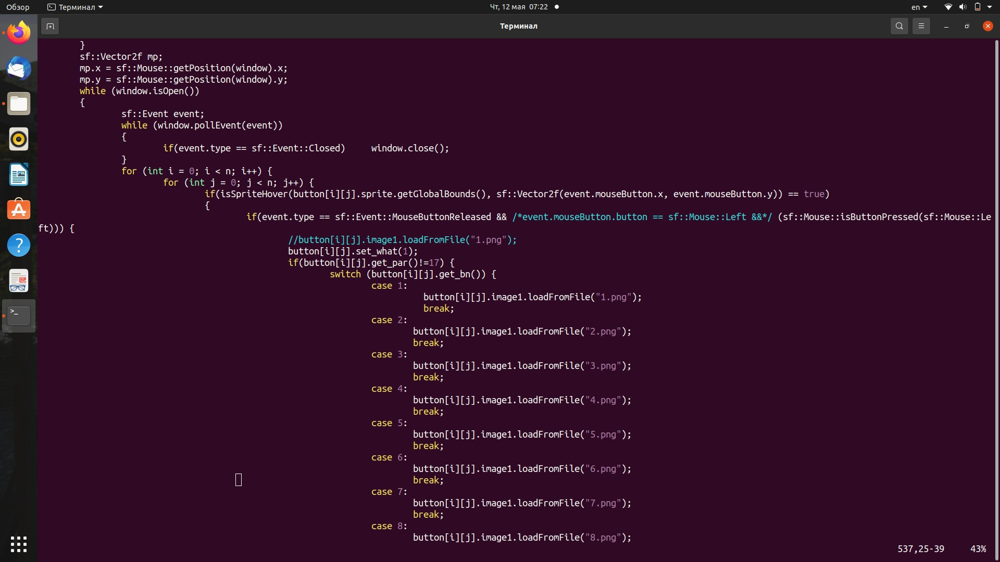 Обзор
Терминал
Чт, 12 мая 07:22
en
Терминал
}
sf::Vector2f mp;
mp.x = sf::Mouse::getPosition(window).x;
mp.y = sf::Mouse::getPosition(window).y;
while (window.isOpen())
{
sf::Event event;
while (window.pollEvent(event))
{
if(event.type == sf::Event::Closed)     window.close();
}
for (int i = 0; i < n; i++) {
for (int j = 0; j < n; j++) {
if(isSpriteHover(button[i][j].sprite.getGlobalBounds(), sf::Vector2f(event.mouseButton.x, event.mouseButton.y)) == true)
{
if(event.type == sf::Event::MouseButtonReleased && /*event.mouseButton.button == sf::Mouse::Left &&*/ (sf::Mouse::isButtonPressed(sf::Mouse::Le
ft))) {
//button[i][j].image1.loadFromFile("1.png");
button[i][j].set_what(1);
if(button[i][j].get_par()!=17) {
switch (button[i][j].get_bn()) {
case 1:
button[i][j].image1.loadFromFile("1.png");
break;
case 2:
button[i][j].image1.loadFromFile("2.png");
break;
case 3:
button[i][j].image1.loadFromFile("3.png");
break;
case 4:
button[i][j].image1.loadFromFile("4.png");
break;
case 5:
button[i][j].image1.loadFromFile("5.png");
break;
case 6:
button[i][j].image1.loadFromFile("6.png");
break;
case 7:
button[i][j].image1.loadFromFile("7.png");
break;
case 8:
button[i][j].image1.loadFromFile("8.png");
537,25-39     43%